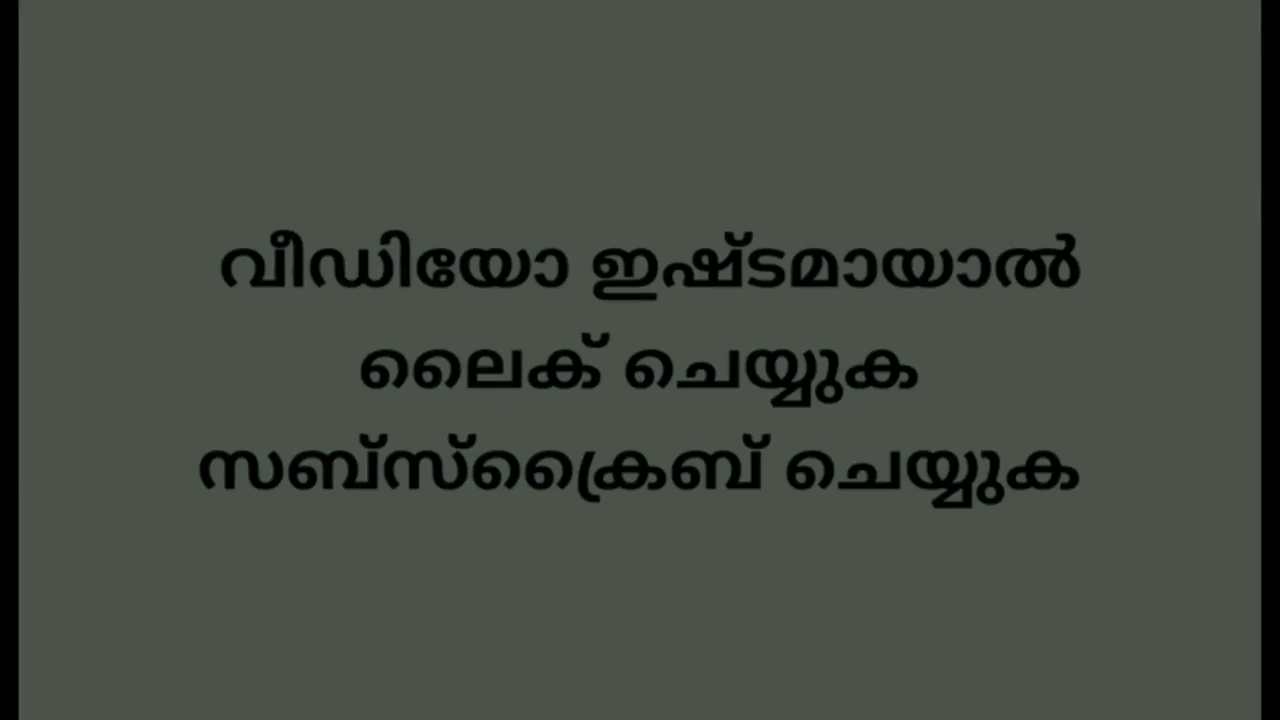 വീഡിയോ ഇഷ്ടമായാൽ
ലൈക് ചെയ്യുക
സബ്സ്ക്രൈബ് ചെയ്യുക